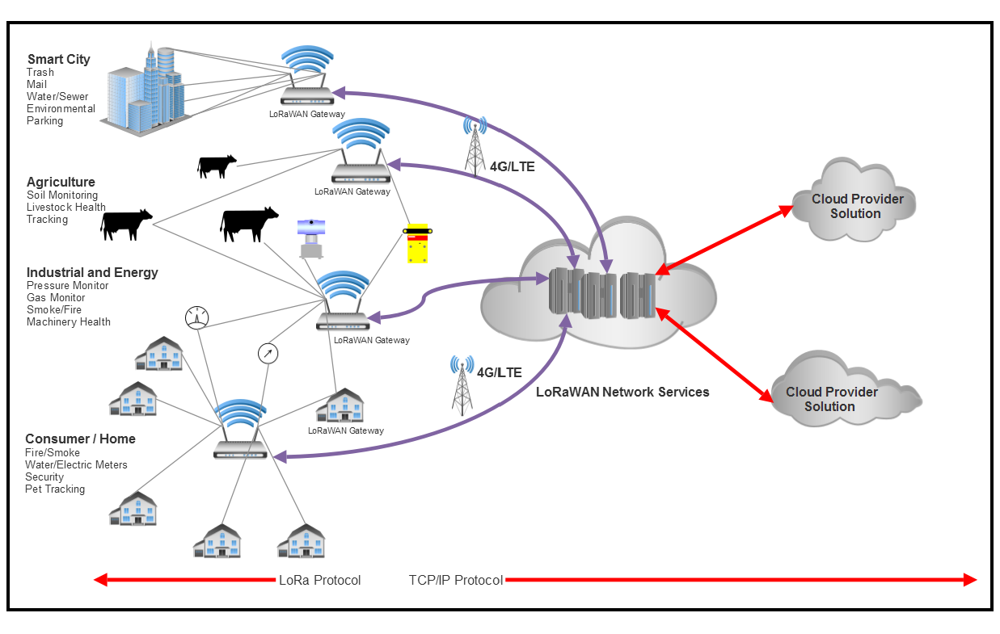 Smart City
Trash
Mail
Water/Sewer
Environmental
Parking
LoRaWAN Gateway
4G/LTE
LoRaWAN Gateway
Agriculture
Soil Monitoring
Livestock Health
Tracking
Cloud Provider
Solution
Industrial and Energy
Pressure Monitor
Gas Monitor
Smoke/Fire
Machinery Health
LoRaWAN Gateway
4G/LTE
LoRaWAN Network Services
Cloud Provider
Solution
LoRaWAN Gateway
Consumer / Home
Fire/Smoke
Water/Electric Meters
Security
Pet Tracking
LoRa Protocol
TCP/IP Protocol